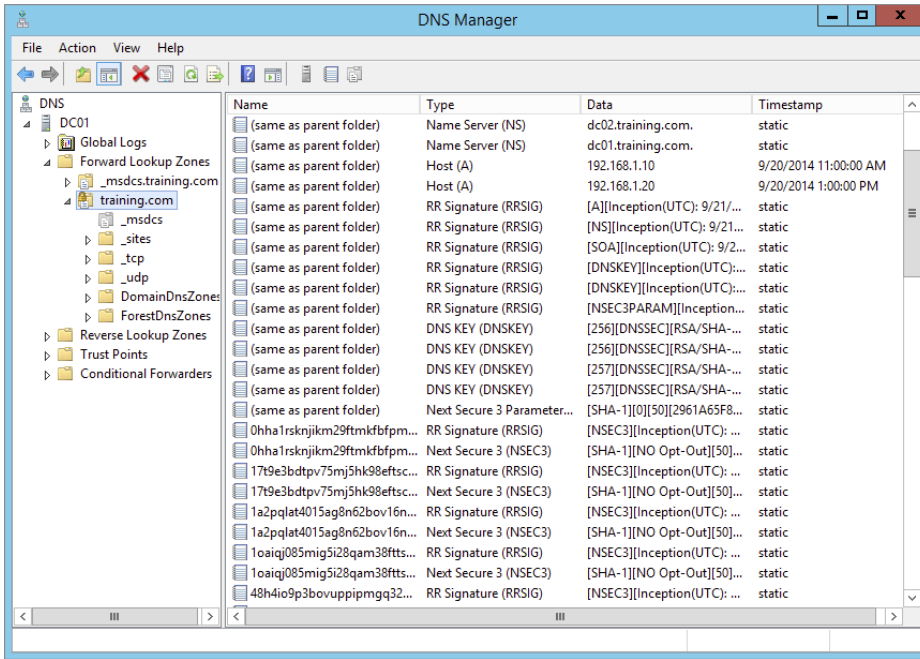 DNS Manager
File Action View Help
DNS
DC01
Global Logs
Forward Lookup Zones
_msdcs.training.com
training.com
_msdcs
_sites
_tcp
_udp
DomainDnsZones
ForestDnsZones
Reverse Lookup Zones
Trust Points
Conditional Forwarders
Name Type Data Timestamp
(same as parent folder) Name Server (NS) dc02.training.com. static
(same as parent folder) Name Server (NS) dc01.training.com. static
(same as parent folder) Host (A) 192.168.1.10 9/20/2014 11:00:00 AM
(same as parent folder) Host (A) 192.168.1.20 9/20/2014 1:00:00 PM
(same as parent folder) RR Signature (RRSIG) [A][Inception(UTC): 9/21/... static
(same as parent folder) RR Signature (RRSIG) [NS][Inception(UTC): 9/21... static
(same as parent folder) RR Signature (RRSIG) [SOA][Inception(UTC): 9/2... static
(same as parent folder) RR Signature (RRSIG) [DNSKEY][Inception(UTC):... static
(same as parent folder) RR Signature (RRSIG) [DNSKEY][Inception(UTC):... static
(same as parent folder) RR Signature (RRSIG) [NSEC3PARAM][Inception... static
(same as parent folder) DNS KEY (DNSKEY) [256][DNSSEC][RSA/SHA-... static
(same as parent folder) DNS KEY (DNSKEY) [256][DNSSEC][RSA/SHA-... static
(same as parent folder) DNS KEY (DNSKEY) [257][DNSSEC][RSA/SHA-... static
(same as parent folder) DNS KEY (DNSKEY) [257][DNSSEC][RSA/SHA-... static
(same as parent folder) Next Secure 3 Parameter... [SHA-1][0][50][2961A65F8... static
0hha1rsknjikm29ftmkfbfpm... RR Signature (RRSIG) [NSEC3][Inception(UTC): ... static
0hha1rsknjikm29ftmkfbfpm... Next Secure 3 (NSEC3) [SHA-1][NO Opt-Out][50]... static
17t9e3bdtpv75mj5hk98eftsc... RR Signature (RRSIG) [NSEC3][Inception(UTC): ... static
17t9e3bdtpv75mj5hk98eftsc... Next Secure 3 (NSEC3) [SHA-1][NO Opt-Out][50]... static
1a2pqlat4015ag8n62bov16n... RR Signature (RRSIG) [NSEC3][Inception(UTC): ... static
1a2pqlat4015ag8n62bov16n... Next Secure 3 (NSEC3) [SHA-1][NO Opt-Out][50]... static
1oaiqj085mig5i28qam38ftts... RR Signature (RRSIG) [NSEC3][Inception(UTC): ... static
1oaiqj085mig5i28qam38ftts... Next Secure 3 (NSEC3) [SHA-1][NO Opt-Out][50]... static
48h4io9p3bovuppipmgq32... RR Signature (RRSIG) [NSEC3][Inception(UTC): ... static